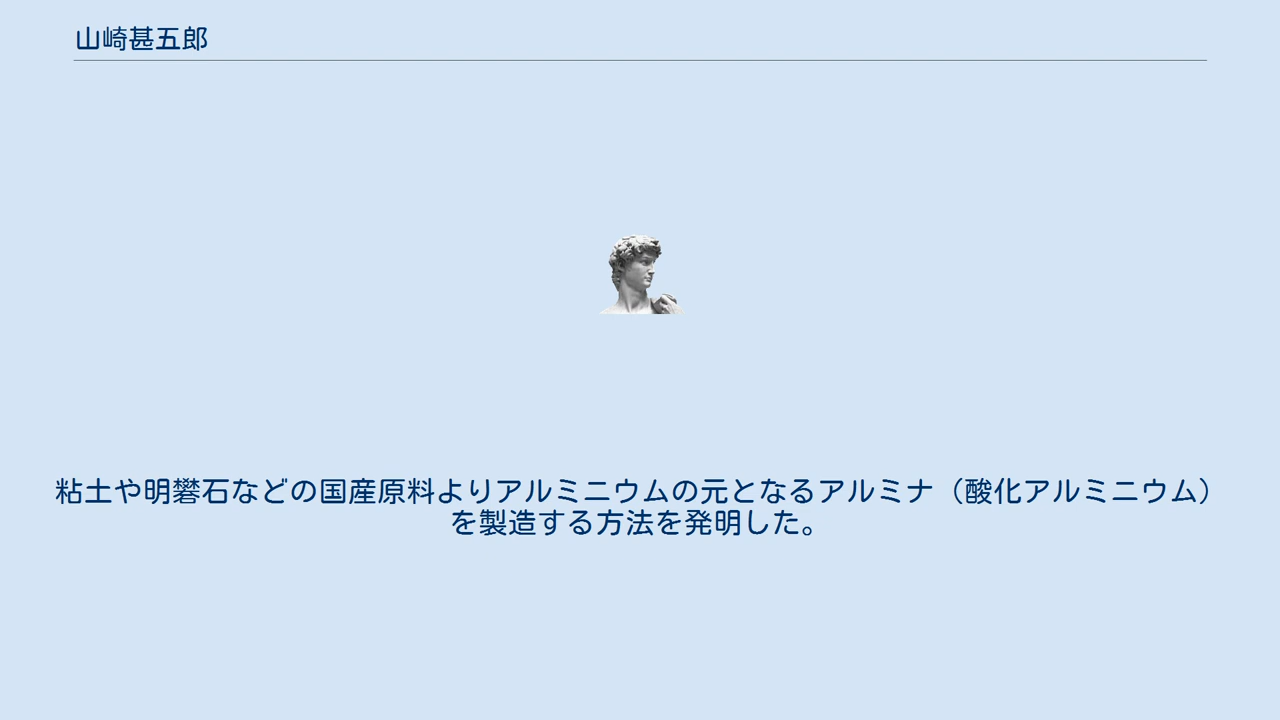 山崎甚五郎
粘土や明礬石などの国産原料よりアルミニウムの元となるアルミナ（酸化アルミニウム）
を製造する方法を発明した。